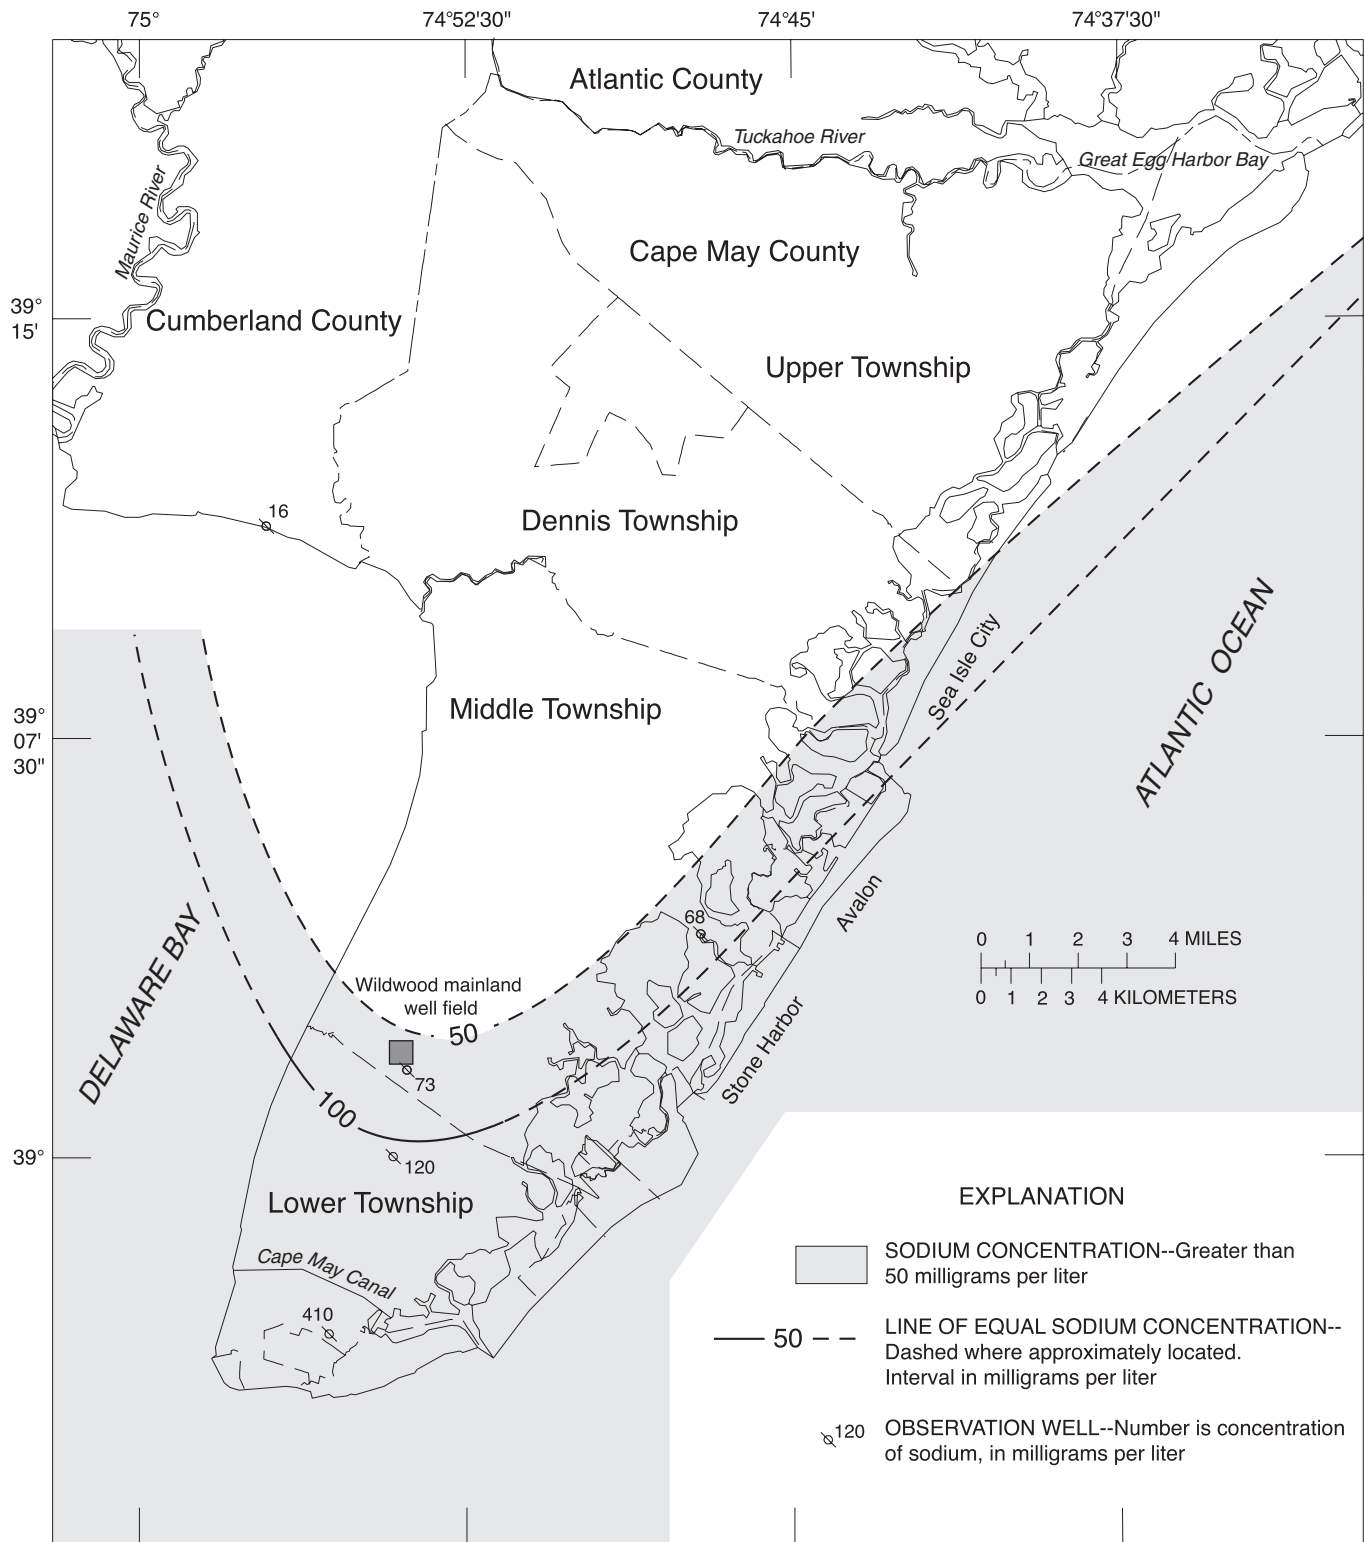 75°
74°52'30"
74°45'
74°37'30"
Atlantic County
Tuckahoe River
Great Egg Harbor Bay
Maurice River
Cape May County
39°
15'
Cumberland County
Upper Township
16
Dennis Township
ATLANTIC OCEAN
Sea Isle City
39°
07'
30"
Middle Township
Avalon
68
DELAWARE BAY
0 1 2 3 4 MILES
0 1 2 3 4 KILOMETERS
Wildwood mainland
well field
50
Stone Harbor
73
100
39°
120
Lower Township
Cape May Canal
410
EXPLANATION
SODIUM CONCENTRATION--Greater than
50 milligrams per liter
50
LINE OF EQUAL SODIUM CONCENTRATION--
Dashed where approximately located.
Interval in milligrams per liter
120
OBSERVATION WELL--Number is concentration
of sodium, in milligrams per liter